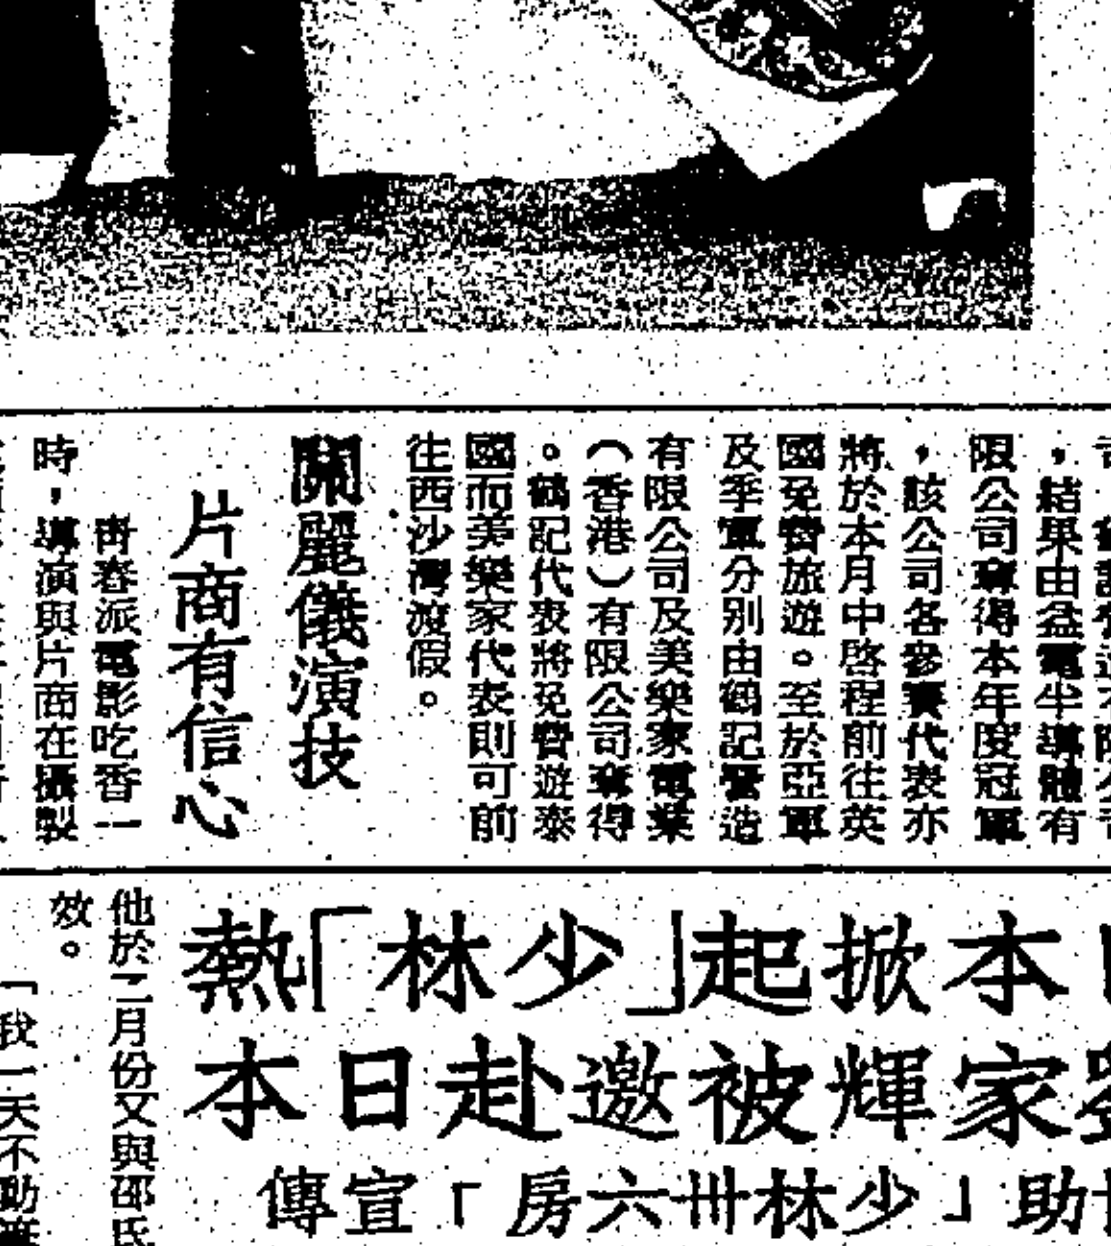 ，結果由益電半導體有
限公司奪得本年度冠軍
，該公司各參賽代表亦
將於本月中啓程前往英
國免費旅遊。至於亞軍
及季軍分别由鶴記營造
有限公司及美樂家電業
（香港）有限公司奪得
。鶴記代表將免費遊泰
國而美樂家代表則可前
往西沙灣渡假。
關麗儀演技
片商有信心
青春派電影吃香一
時，導演與片商在攝製
本掀起「少林」熱
家輝被邀赴日本
助「少林卅六房」宣傳
他於二月份又與邵氏
效。
「我一天不動